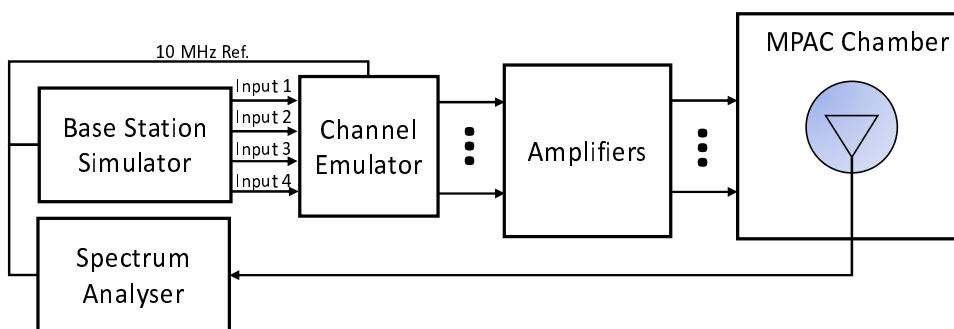 10 MHz Ref.
MPAC Chamber
Base Station
Simulator
Input 1
Input 2
Input 3
Input 4
Channel
Emulator
Amplifiers
Spectrum
Analyser